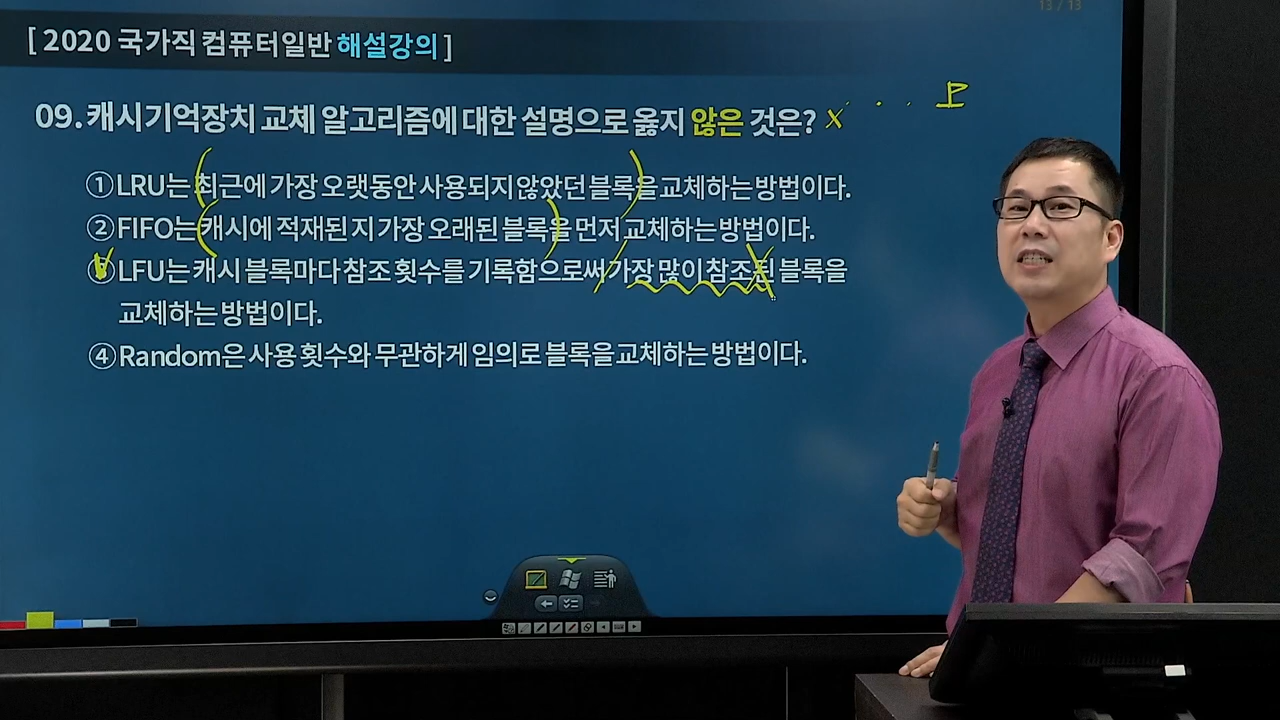 13 / 13
[ 2020 국가직 컴퓨터일반 해설강의 ]
09. 캐시기억장치 교체 알고리즘에 대한 설명으로 옳지 않은 것은? X . . . 上
① LRU는 최근에 가장 오랫동안 사용되지 않았던 블록을 교체하는 방법이다.
② FIFO는 캐시에 적재된 지 가장 오래된 블록을 먼저 교체하는 방법이다.
③ LFU는 캐시 블록마다 참조 횟수를 기록함으로써 가장 많이 참조된 블록을
교체하는 방법이다.
④ Random은 사용 횟수와 무관하게 임의로 블록을 교체하는 방법이다.